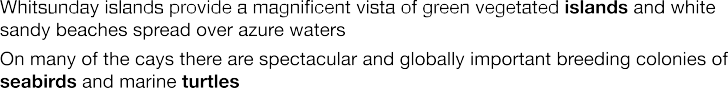 Whitsunday islands provide a magnificent vista of green vegetated islands and white
sandy beaches spread over azure waters
On many of the cays there are spectacular and globally important breeding colonies of
seabirds and marine turtles